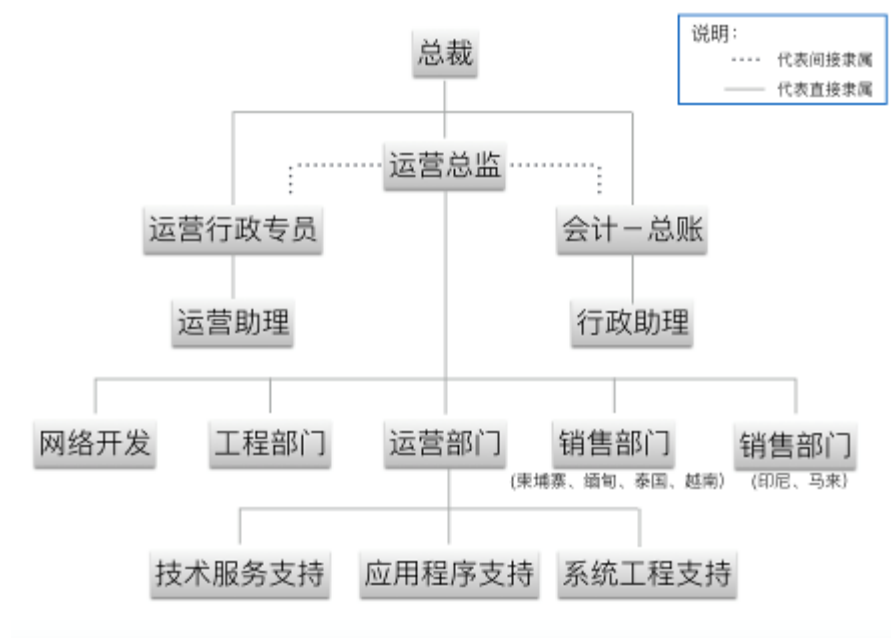 说明：
代表间接隶属
代表直接隶属
总裁
运营总监
运营行政专员
会计－总账
运营助理
行政助理
网络开发
工程部门
运营部门
销售部门
销售部门
(柬埔寨、缅甸、泰国、越南)
(印尼、马来)
技术服务支持
应用程序支持
系统工程支持